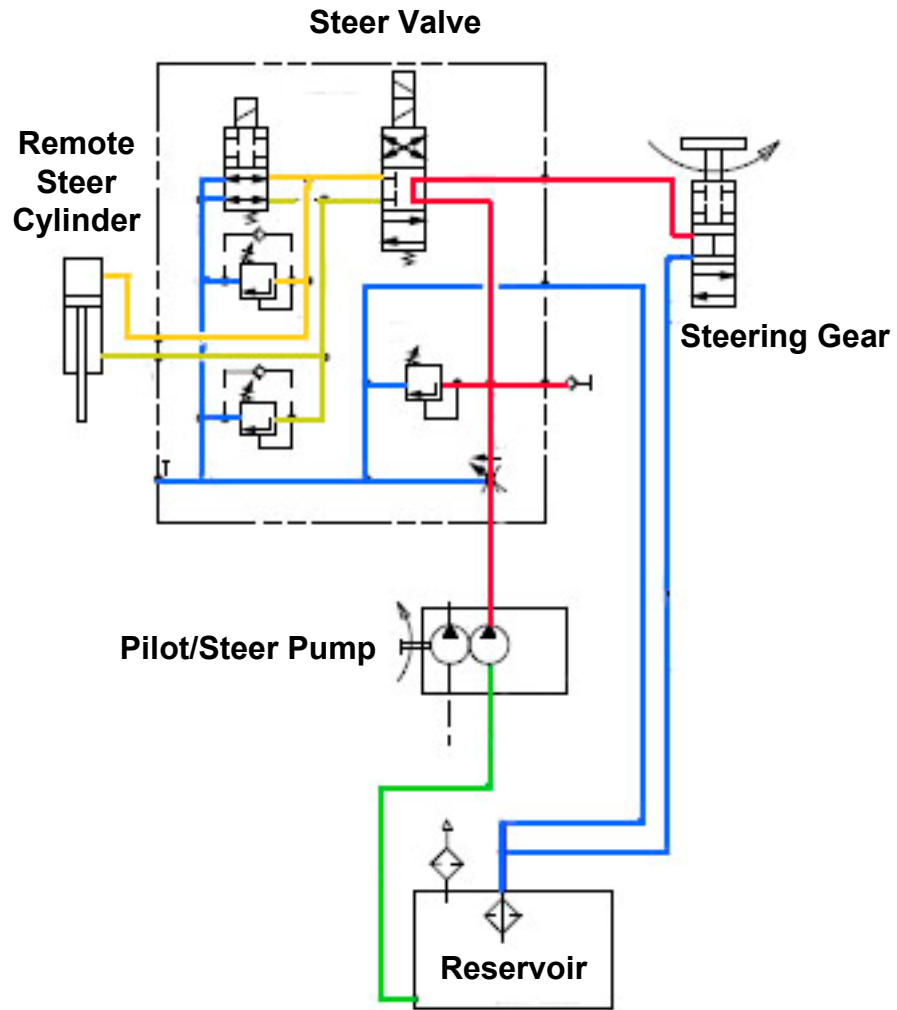 Steer Valve
Remote
Steer
Cylinder
Steering Gear
T
Pilot/Steer Pump
Reservoir